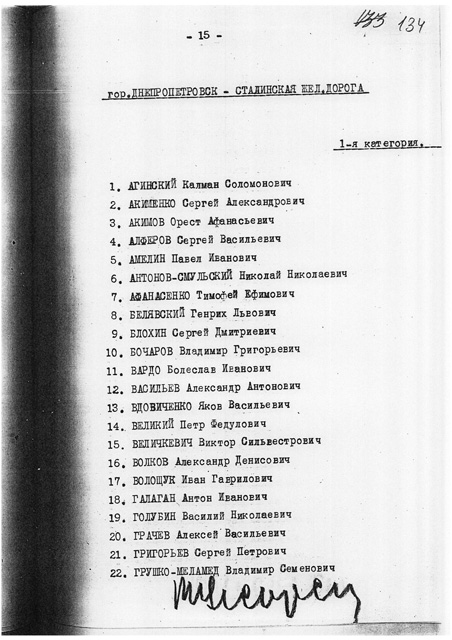 133 134
- 15 -
гор.ДНЕПРОПЕТРОВСК - СТАЛИНСКАЯ ЖЕЛ.ДОРОГА
1-я категория.
1. АГИНСКИЙ Калман Соломонович
2. АКИМЕНКО Сергей Александрович
3. АКИМОВ Орест Афанасьевич
4. АЛФЕРОВ Сергей Васильевич
5. АМЕЛИН Павел Иванович
6. АНТОНОВ-СМУЛЬСКИЙ Николай Николаевич
7. АФАНАСЕНКО Тимофей Ефимович
8. БЕЛЯВСКИЙ Генрих Львович
9. БЛОХИН Сергей Дмитриевич
10. БОЧАРОВ Владимир Григорьевич
11. ВАРДО Болеслав Иванович
12. ВАСИЛЬЕВ Александр Антонович
13. ВДОВИЧЕНКО Яков Васильевич
14. ВЕЛИКИЙ Петр Федулович
15. ВЕЛИЧКЕВИЧ Виктор Сильвестрович
16. ВОЛКОВ Александр Денисович
17. ВОЛОЩУК Иван Гаврилович
18. ГАЛАГАН Антон Иванович
19. ГОЛУБИН Василий Николаевич
20. ГРАЧЕВ Алексей Васильевич
21. ГРИГОРЬЕВ Сергей Петрович
22. ГРУШКО-МЕЛАМЕД Владимир Семенович